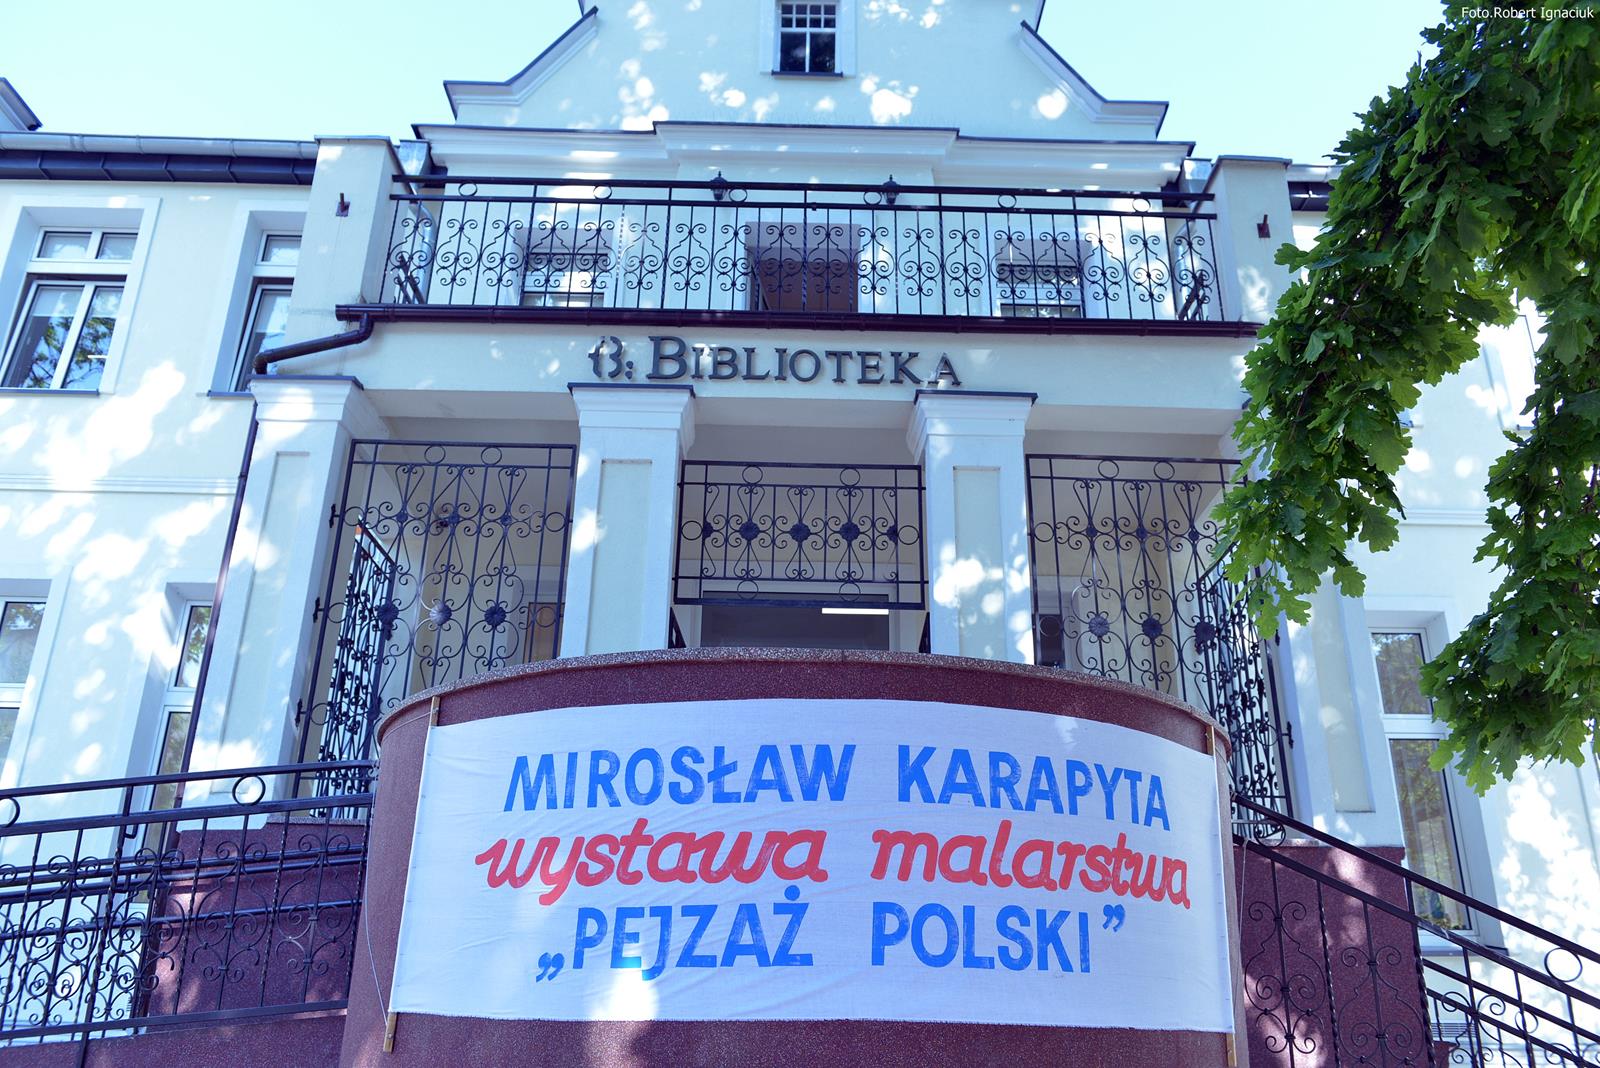 Foto.Robert Ignaciuk
B: BIBLIOTEKA
MIROSŁAW KARAPYTA
wystawa malarstwa
„PEJZAŻ POLSKI”